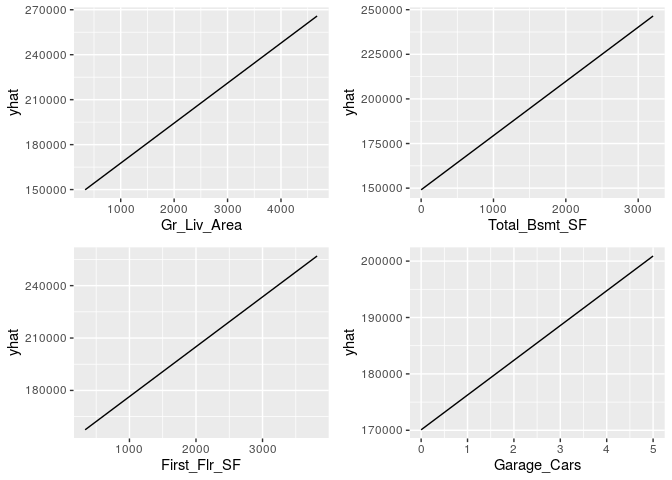 270000
240000
210000
180000
150000
yhat
1000 2000 3000 4000
Gr_Liv_Area
250000
225000
200000
175000
150000
yhat
0 1000 2000 3000
Total_Bsmt_SF
240000
210000
180000
yhat
1000 2000 3000
First_Flr_SF
200000
190000
180000
170000
yhat
0 1 2 3 4 5
Garage_Cars